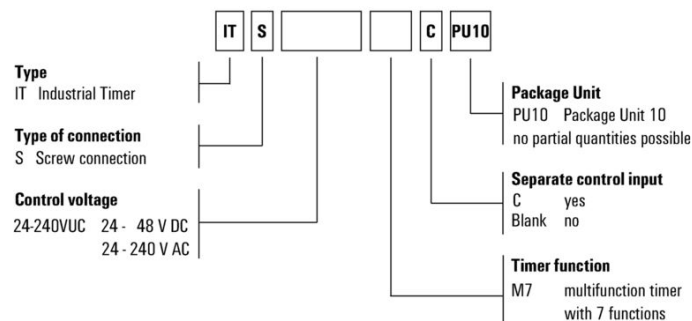 IT S C PU10
Type
IT Industrial Timer
Type of connection
S Screw connection
Control voltage
24-240VUC 24 - 48 V DC
24 - 240 V AC
Package Unit
PU10 Package Unit 10
no partial quantities possible
Separate control input
C yes
Blank no
Timer function
M7 multifunction timer
with 7 functions